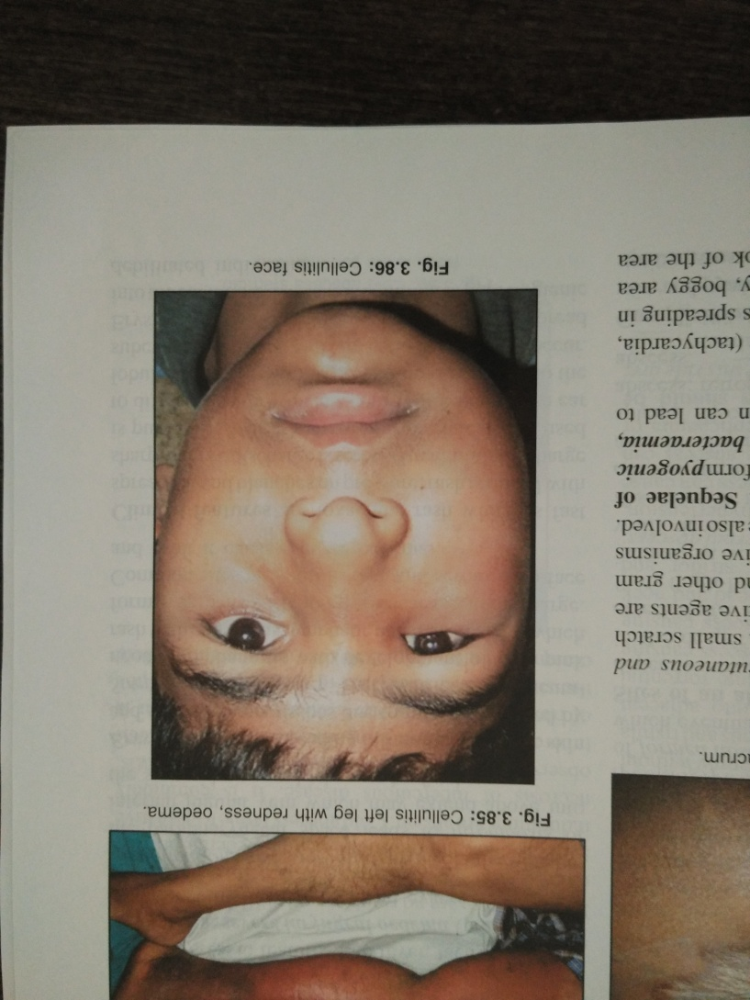 acrum.
utaneous and
small scratch
ive agents are
nd other gram
ive organisms
e also involved.
Sequelae of
form pyogenic
bacteraemia,
n can lead to
(tachycardia,
s spreading in
y, boggy area
ok of the area
Fig. 3.85: Cellulitis left leg with redness, oedema.
Fig. 3.86: Cellulitis face.